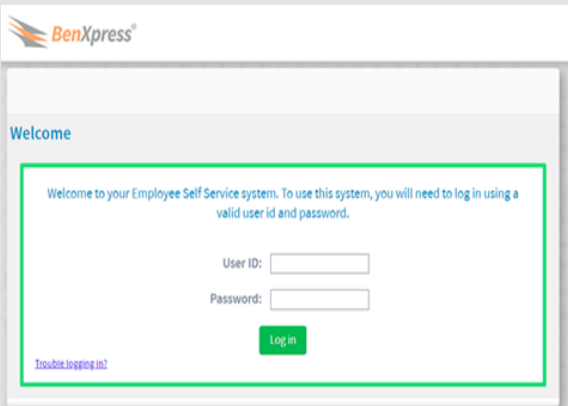 BenXpress®
Welcome
Welcome to your Employee Self Service system. To use this system, you will need to log in using a
valid user id and password.
User ID:
Password:
Log in
Trouble logging in?